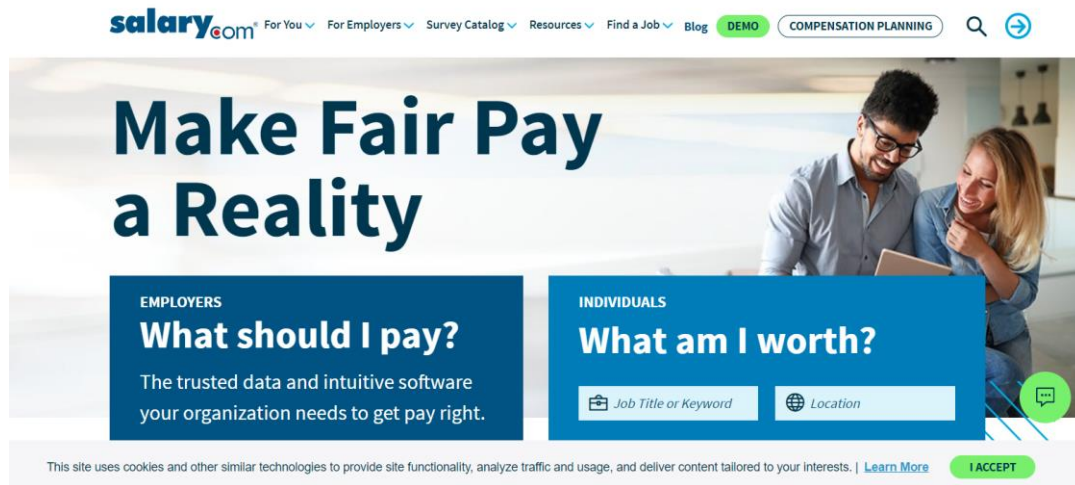 salary.com® For You For Employers Survey Catalog Resources Find a Job Blog DEMO COMPENSATION PLANNING
Make Fair Pay
a Reality
EMPLOYERS
What should I pay?
The trusted data and intuitive software
your organization needs to get pay right.
INDIVIDUALS
What am I worth?
Job Title or Keyword Location
This site uses cookies and other similar technologies to provide site functionality, analyze traffic and usage, and deliver content tailored to your interests. | Learn More I ACCEPT